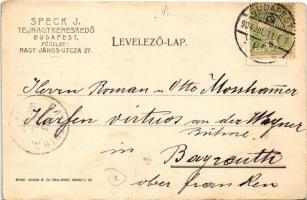 SPECK J.
TEJNAGYKERESKEDŐ
BUDAPEST,
FŐÜZLET:
NAGY JÁNOS-UTCZA 27.
LEVELEZŐ-LAP.
BUDAPEST
Herrn Roman – Otto Mosshamer
Harfen virtuos an der Wagner
Bühne.
in Bayreuth
ober franken